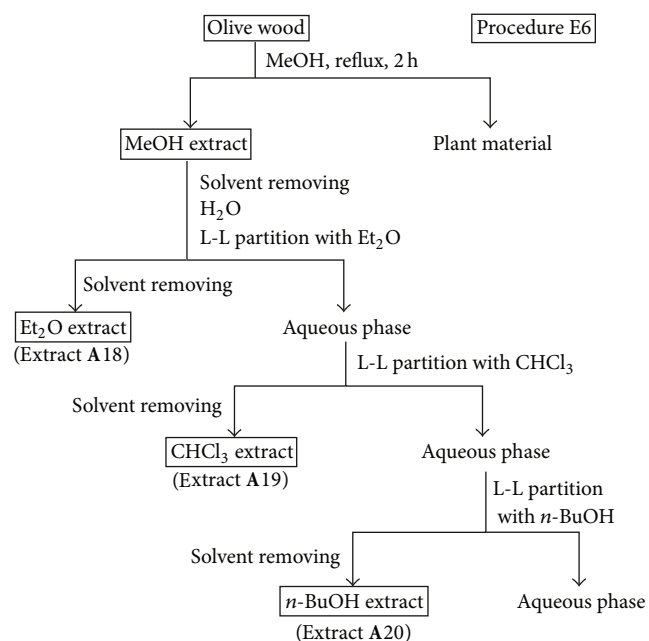 Olive wood
Procedure E6
MeOH, reflux, 2 h
MeOH extract
Plant material
Solvent removing
H₂O
L-L partition with Et₂O
Solvent removing
Et₂O extract
(Extract A18)
Aqueous phase
L-L partition with CHCl₃
Solvent removing
CHCl₃ extract
(Extract A19)
Aqueous phase
L-L partition
with n-BuOH
Solvent removing
n-BuOH extract
(Extract A20)
Aqueous phase